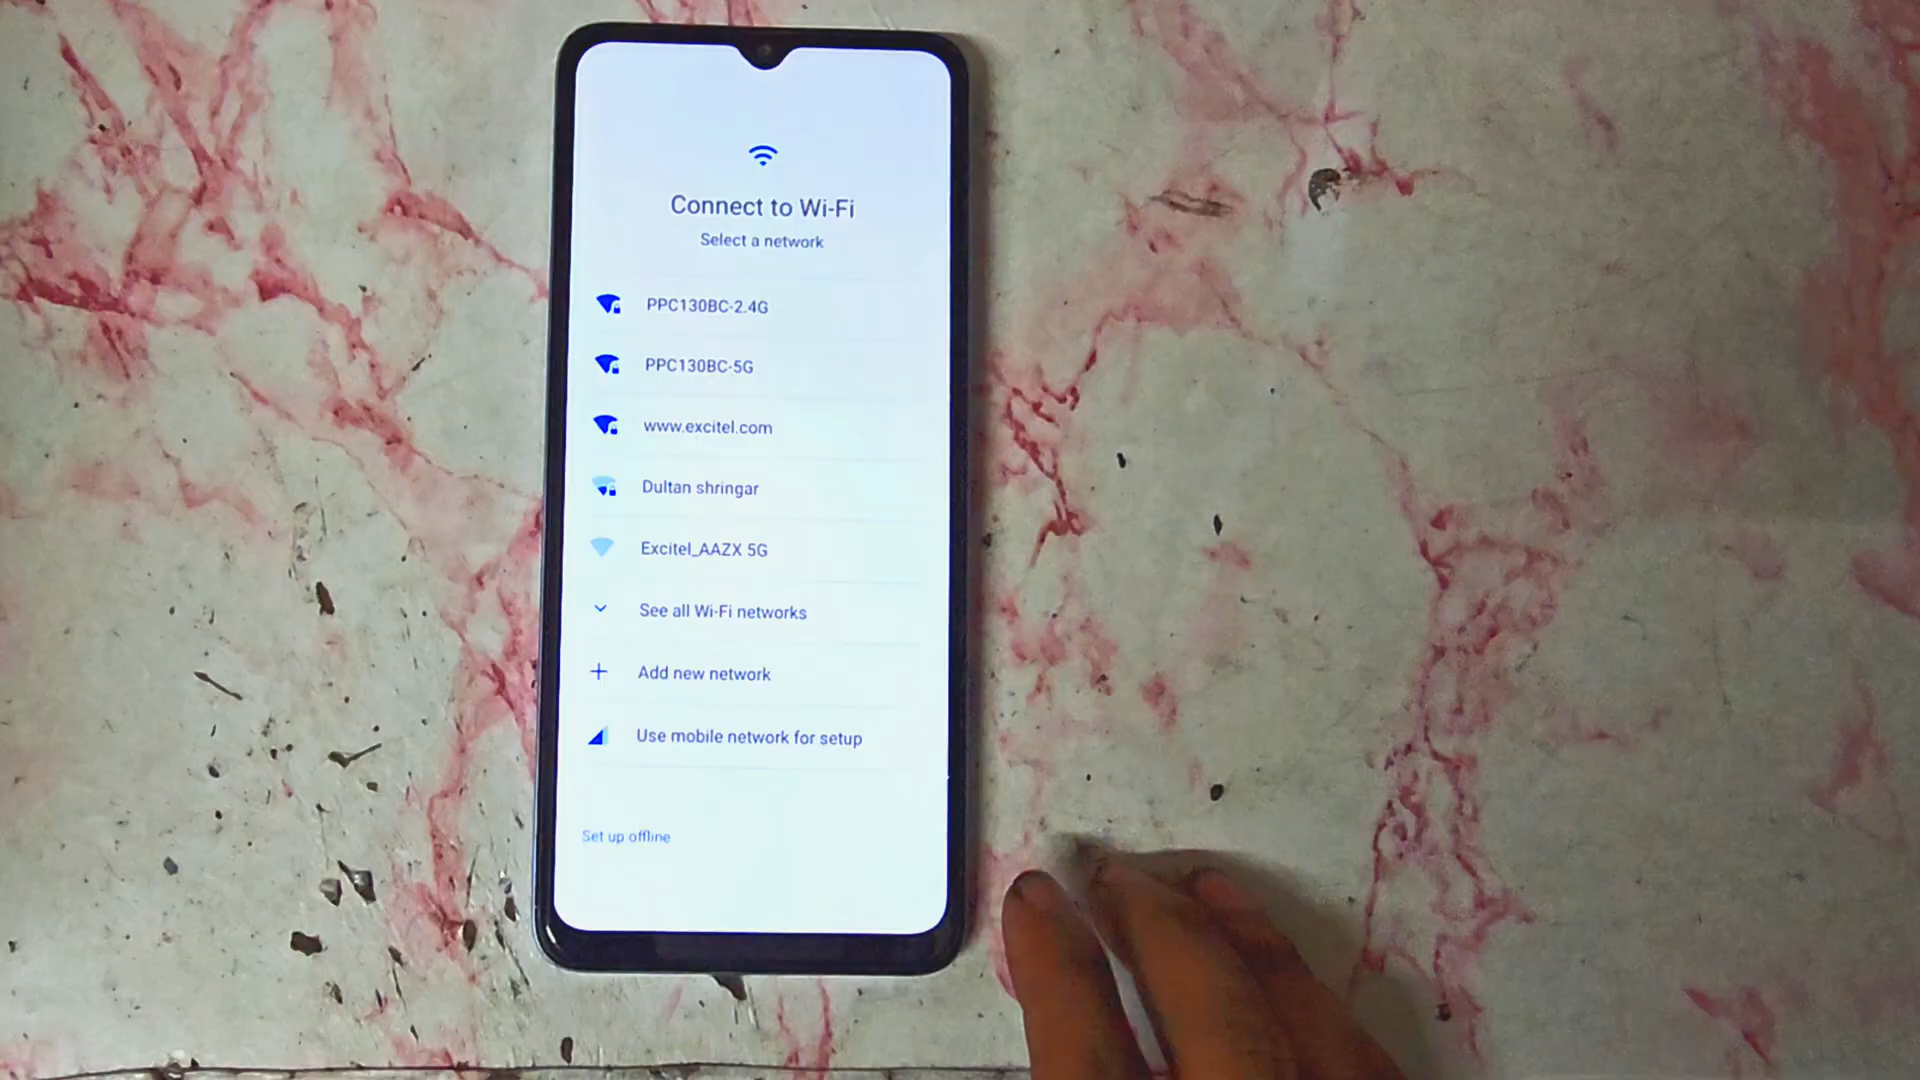 Connect to Wi-Fi
Select a network
PPC130BC-2.4G
PPC130BC-5G
www.excitel.com
Dultan shringar
Excitel_AAZX 5G
See all Wi-Fi networks
Add new network
Use mobile network for setup
Set up offline